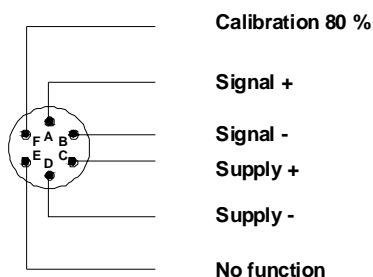 Calibration 80 %
Signal +
Signal -
Supply +
Supply -
No function
F A B
E D C